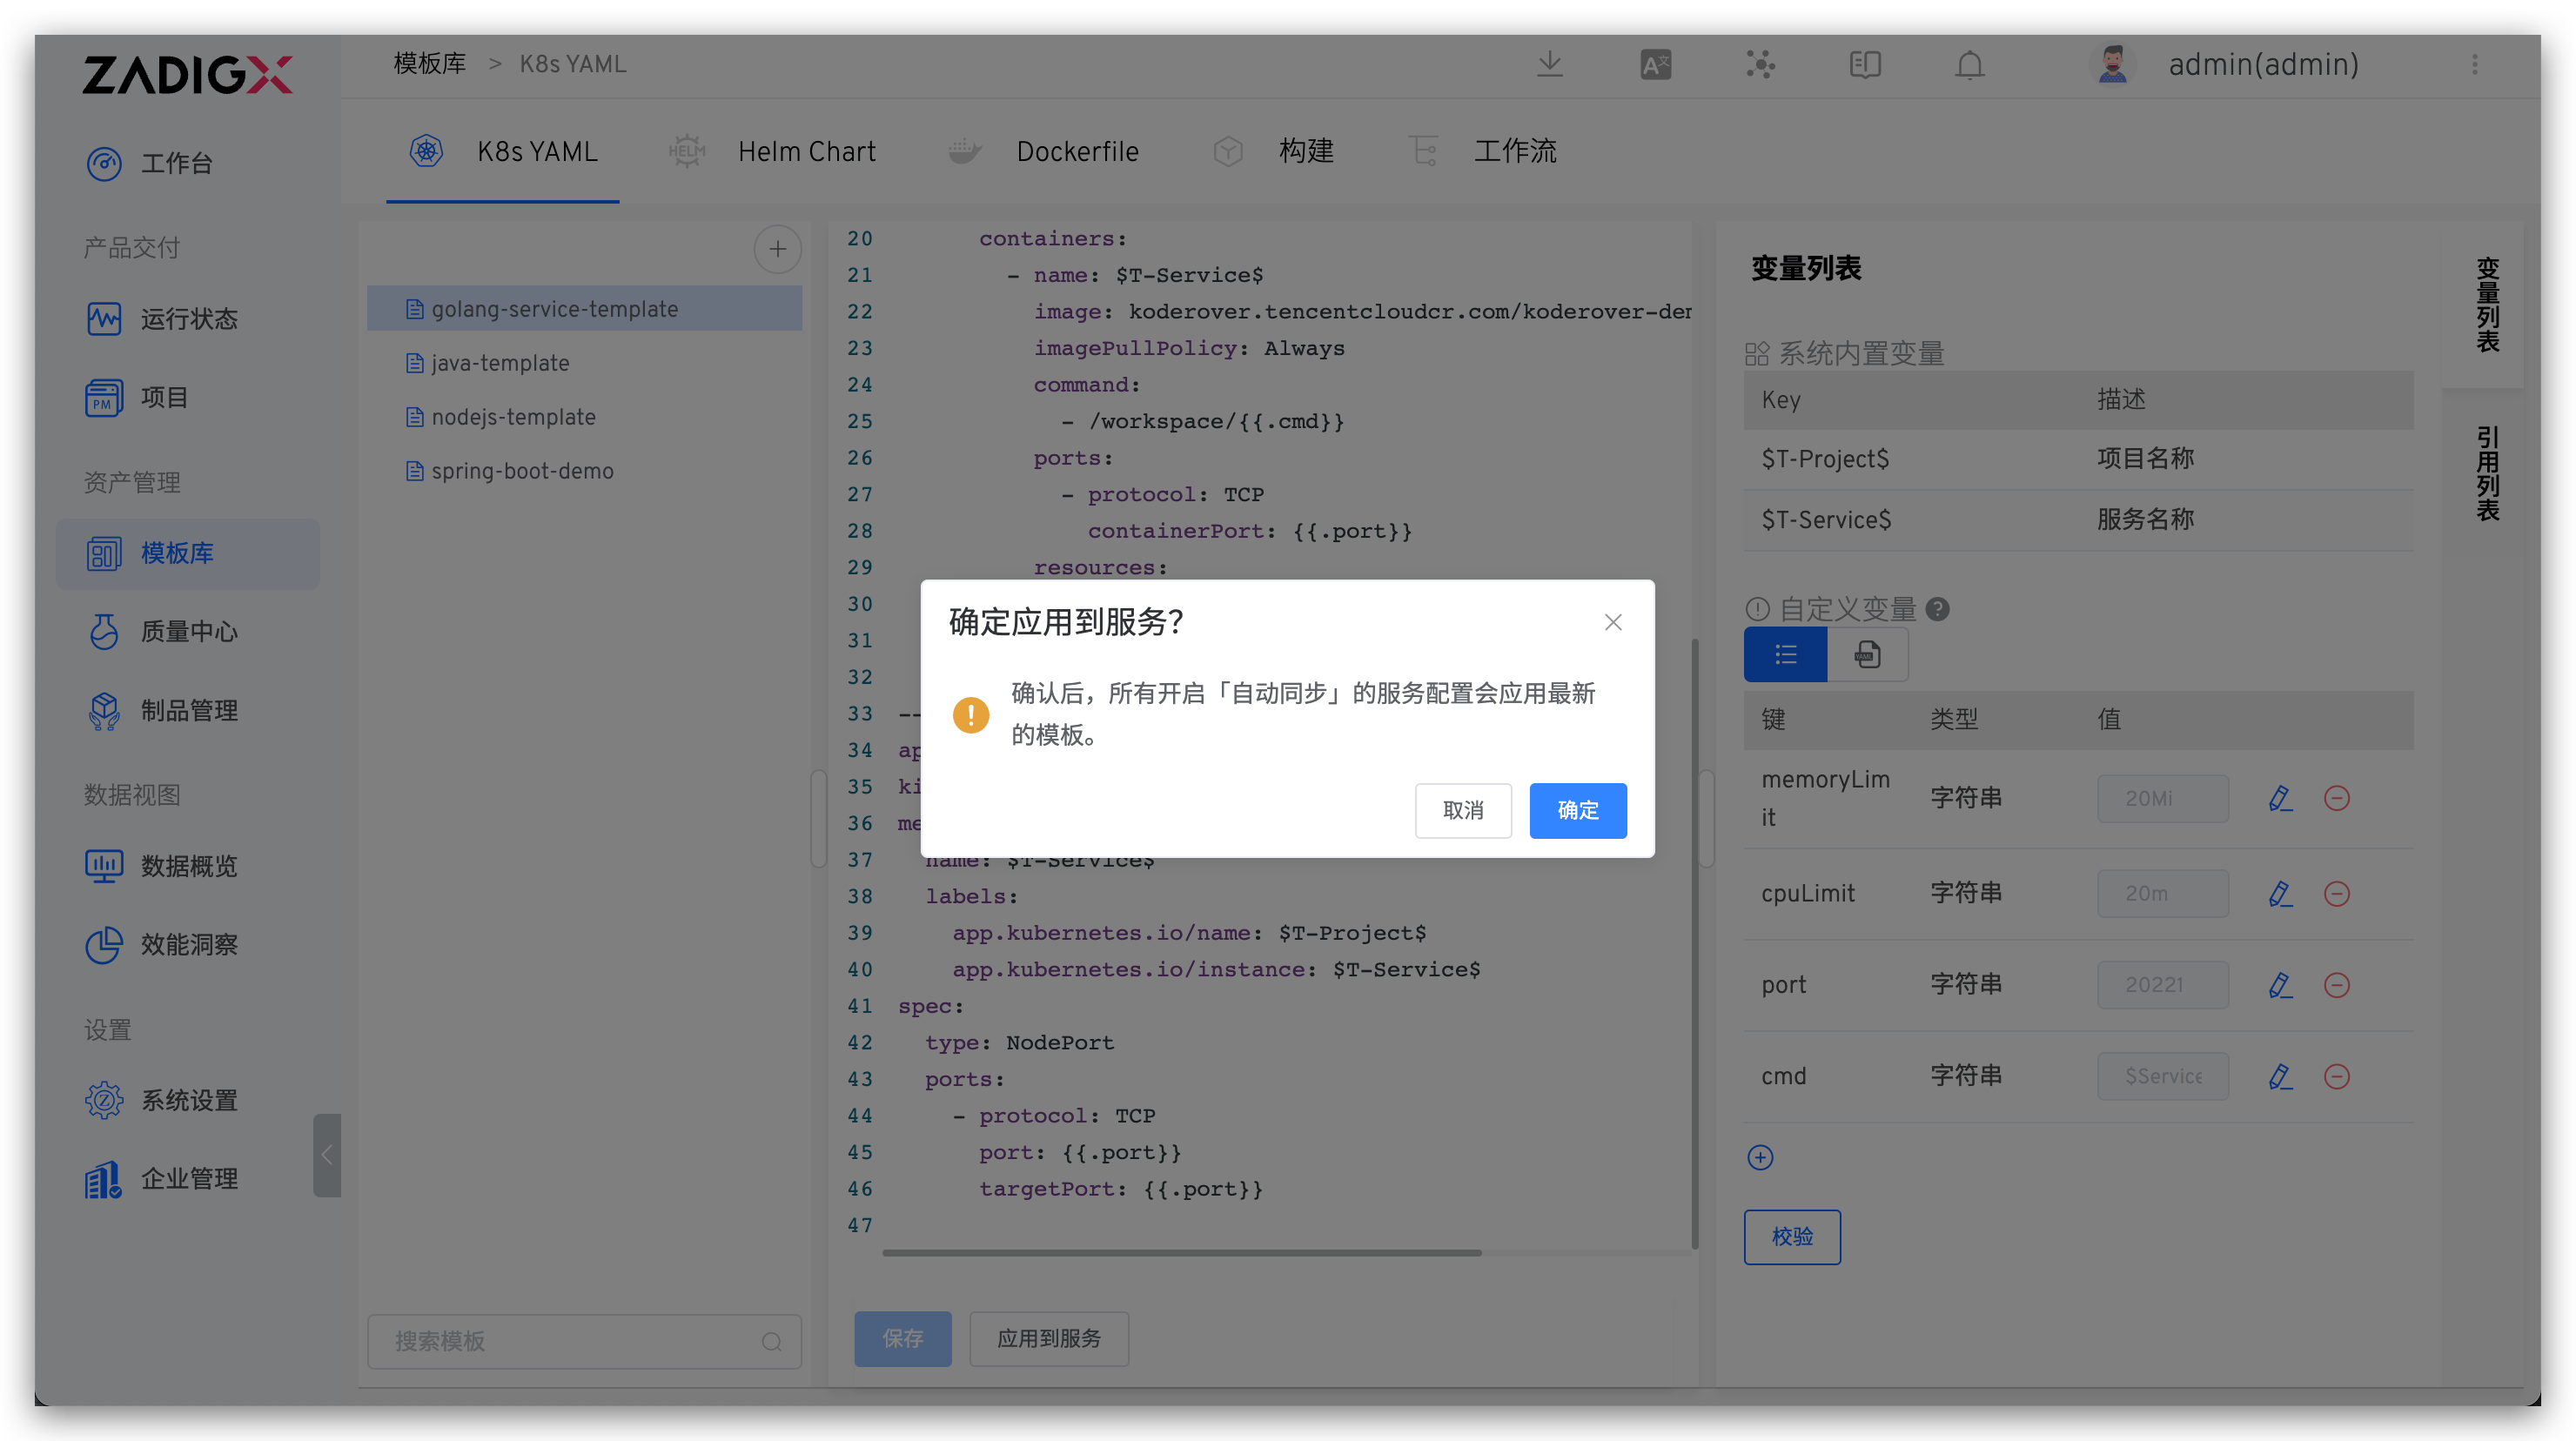 ZADIGX
模板库 > K8s YAML
admin(admin)
工作台
产品交付
运行状态
PM
项目
资产管理
模板库
质量中心
制品管理
数据视图
数据概览
效能洞察
设置
系统设置
企业管理
K8s YAML
HELM
Helm Chart
Dockerfile
构建
工作流
golang-service-template
java-template
nodejs-template
spring-boot-demo
搜索模板
20 containers:
21 - name: $T-Service$
22 image: koderover.tencentcloudcr.com/koderover-der
23 imagePullPolicy: Always
24 command:
25 - /workspace/{{.cmd}}
26 ports:
27 - protocol: TCP
28 containerPort: {{.port}}
29 resources:
30
31
32
33 --
34 ap
35 ki
36 me
37 name: $T-Service$
38 labels:
39 app.kubernetes.io/name: $T-Project$
40 app.kubernetes.io/instance: $T-Service$
41 spec:
42 type: NodePort
43 ports:
44 - protocol: TCP
45 port: {{.port}}
46 targetPort: {{.port}}
47
保存
应用到服务
确定应用到服务?
确认后，所有开启「自动同步」的服务配置会应用最新
的模板。
取消
确定
变量列表
系统内置变量
Key 描述
$T-Project$ 项目名称
$T-Service$ 服务名称
自定义变量
YAML
键 类型 值
memoryLim
it 字符串 20Mi
cpuLimit 字符串 20m
port 字符串 20221
cmd 字符串 $Service
校验
变量列表
引用列表